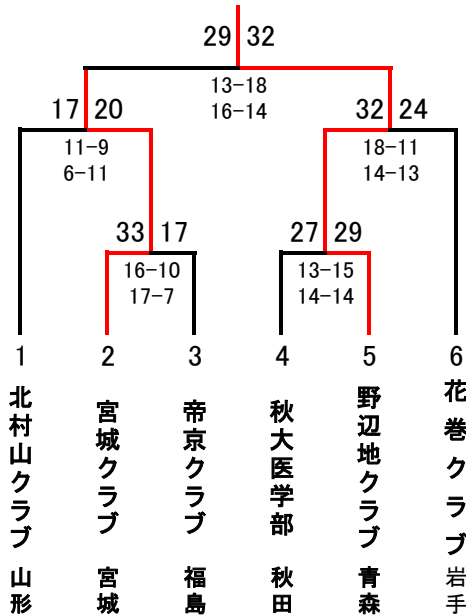 29 32
13-18
16-14
17 20
11-9
6-11
32 24
18-11
14-13
33 17
16-10
17-7
27 29
13-15
14-14
1 2 3 4 5 6
北村山クラブ 山形
宮城クラブ 宮城
帝京クラブ 福島
秋大医学部 秋田
野辺地クラブ 青森
花巻クラブ 岩手